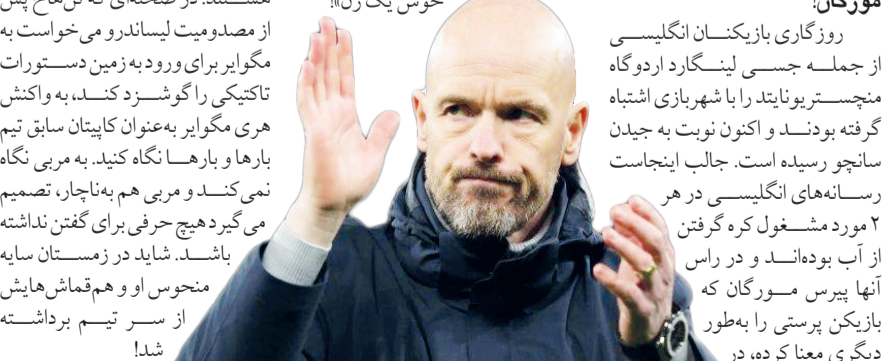 مورگان!
روزگاری بازیکنان انگلیسی
از جمله جسی لینگارد اردوگاه
منچستریونایتد را با شهربازی اشتباه
گرفته بودند و اکنون نوبت به جیدن
سانچو رسیده است. جالب اینجاست
رسانه‌های انگلیسی در هر
۲ مورد مشغول کره گرفتن
از آب بوده‌اند و در راس
آنها پیرس مورگان که
بازیکن پرستی را به‌طور
دیگری معنا کرده، در
خوش یک زن»!
هستند. در صحنه‌ای که تن‌هاخ پس
از مصدومیت لیساندرو می‌خواست به
مگوایر برای ورود به زمین دستورات
تاکتیکی را گوشزد کند، به واکنش
هری مگوایر به‌عنوان کاپیتان سابق تیم
بارها و بارها نگاه کنید. به مربی نگاه
نمی‌کند و مربی هم به‌ناچار، تصمیم
می‌گیرد هیچ حرفی برای گفتن نداشته
باشد. شاید در زمستان سایه
منحوس او و هم‌قماش‌هایش
از سر تیم برداشته
شد!